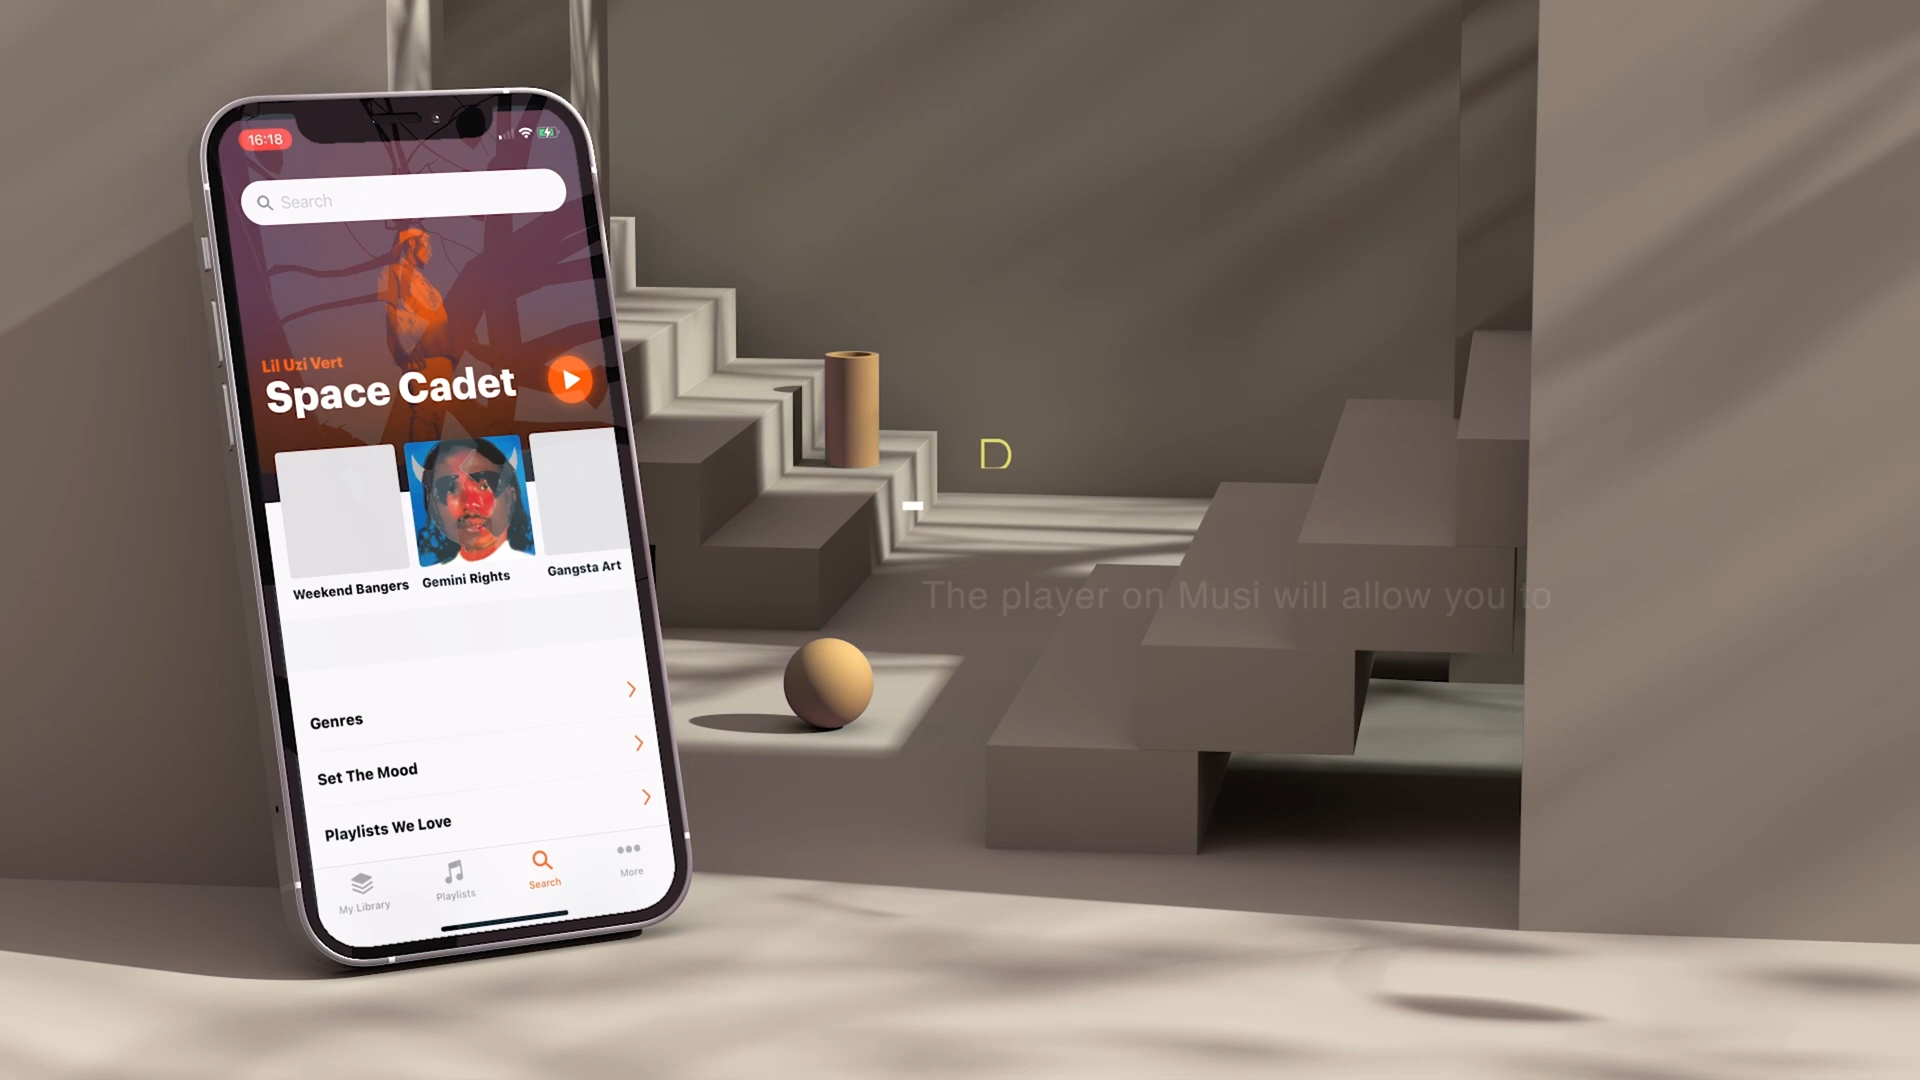 16:18
Search
Lil Uzi Vert
Space Cadet
Weekend Bangers
Gemini Rights
Gangsta Art
Genres
Set The Mood
Playlists We Love
My Library
Playlists
Search
More
D
The player on Musi will allow you to